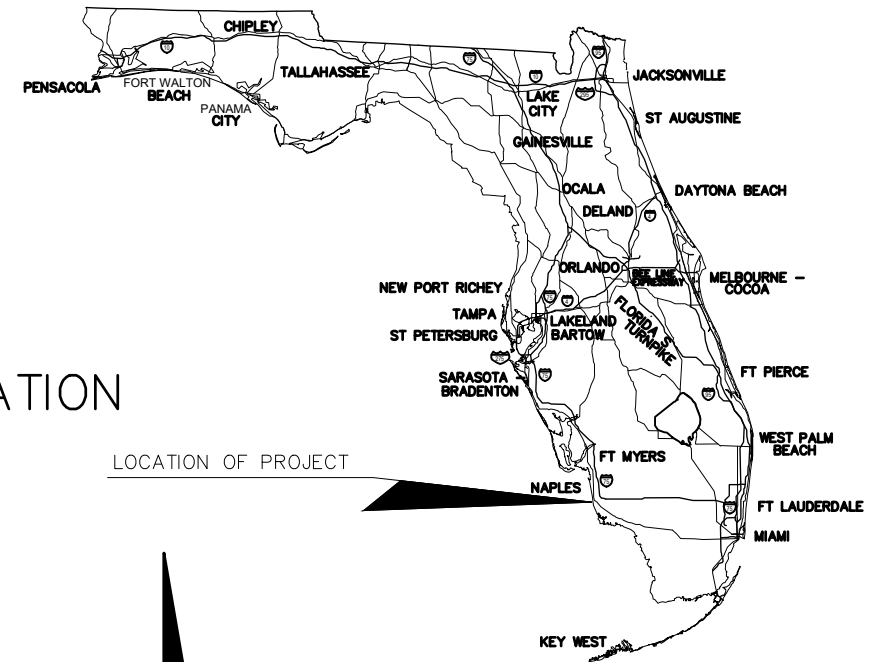 CHIPLEY
PENSACOLA
FORT WALTON
BEACH
PANAMA
CITY
TALLAHASSEE
LAKE
CITY
JACKSONVILLE
ST AUGUSTINE
GAINESVILLE
OCALA
DELAND
DAYTONA BEACH
ORLANDO
BEE LINE
EXPRESSWAY
MELBOURNE –
COCOA
NEW PORT RICHEY
TAMPA
ST PETERSBURG
LAKELAND
BARTOW
FLORIDA S
TURNPIKE
SARASOTA –
BRADENTON
FT PIERCE
ATION
LOCATION OF PROJECT
WEST PALM
BEACH
FT MYERS
NAPLES
FT LAUDERDALE
MIAMI
KEY WEST